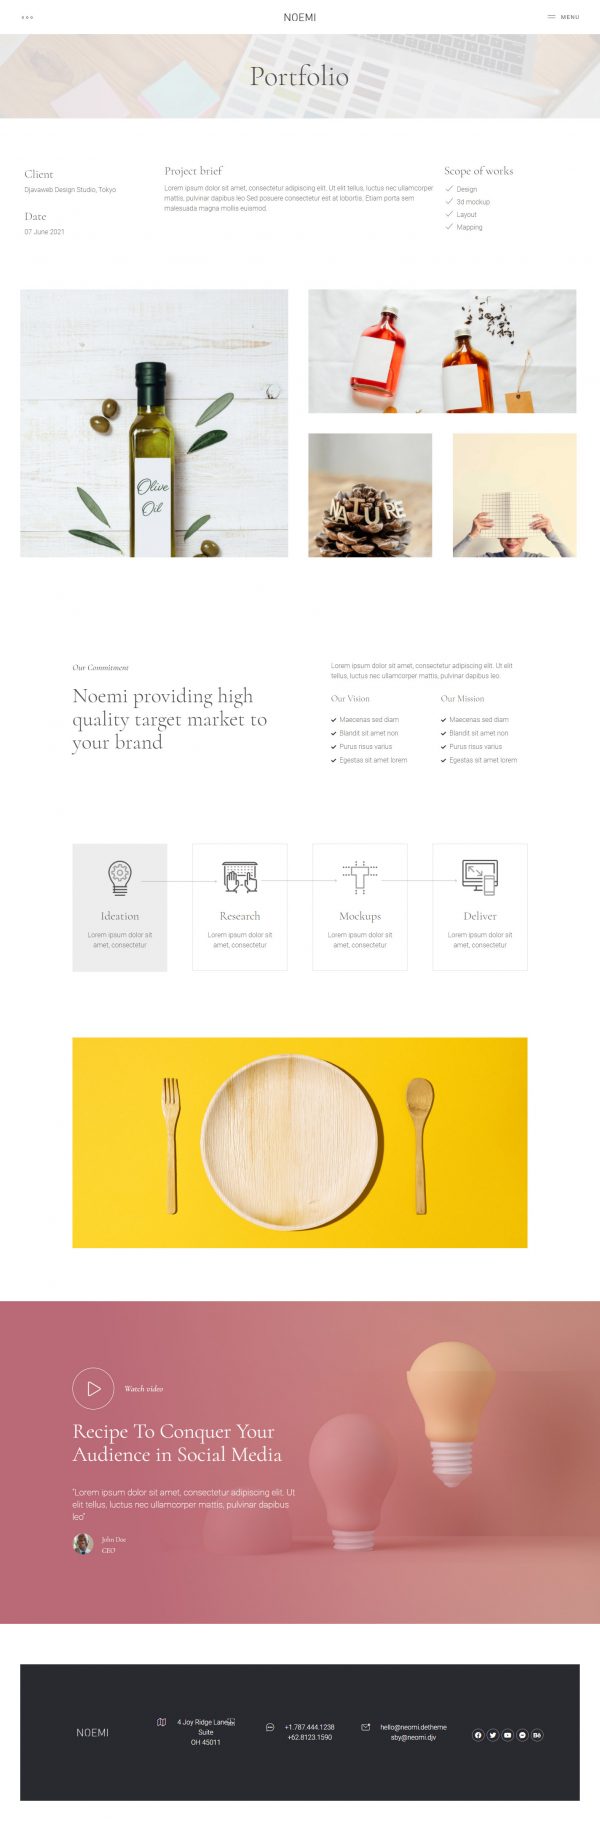 NOEMI
MENU
Portfolio
Client
Djavaweb Design Studio, Tokyo
Date
07 June 2021
Project brief
Lorem ipsum dolor sit amet, consectetur adipiscing elit. Ut elit tellus, luctus nec ullamcorper
mattis, pulvinar dapibus leo Sed posuere consectetur est at lobortis. Etiam porta sem
malesuada magna mollis euismod.
Scope of works
Design
3d mockup
Layout
Mapping
Olive
Oil
NATURE
Our Commitment
Noemi providing high
quality target market to
your brand
Lorem ipsum dolor sit amet, consectetur adipiscing elit. Ut elit
tellus, luctus nec ullamcorper mattis, pulvinar dapibus leo.
Our Vision
Maecenas sed diam
Blandit sit amet non
Purus risus varius
Egestas sit amet lorem
Our Mission
Maecenas sed diam
Blandit sit amet non
Purus risus varius
Egestas sit amet lorem
Ideation
Lorem ipsum dolor sit
amet, consectetur
Research
Lorem ipsum dolor sit
amet, consectetur
Mockups
Lorem ipsum dolor sit
amet, consectetur
Deliver
Lorem ipsum dolor sit
amet, consectetur
Watch video
Recipe To Conquer Your
Audience in Social Media
"Lorem ipsum dolor sit amet, consectetur adipiscing elit. Ut
elit tellus, luctus nec ullamcorper mattis, pulvinar dapibus
leo"
John Doe
CEO
NOEMI
4 Joy Ridge Lane
Suite
OH 45011
+1.787.444.1238
+62.8123.1590
hello@neomi.detheme
sby@neomi.djv
Bē